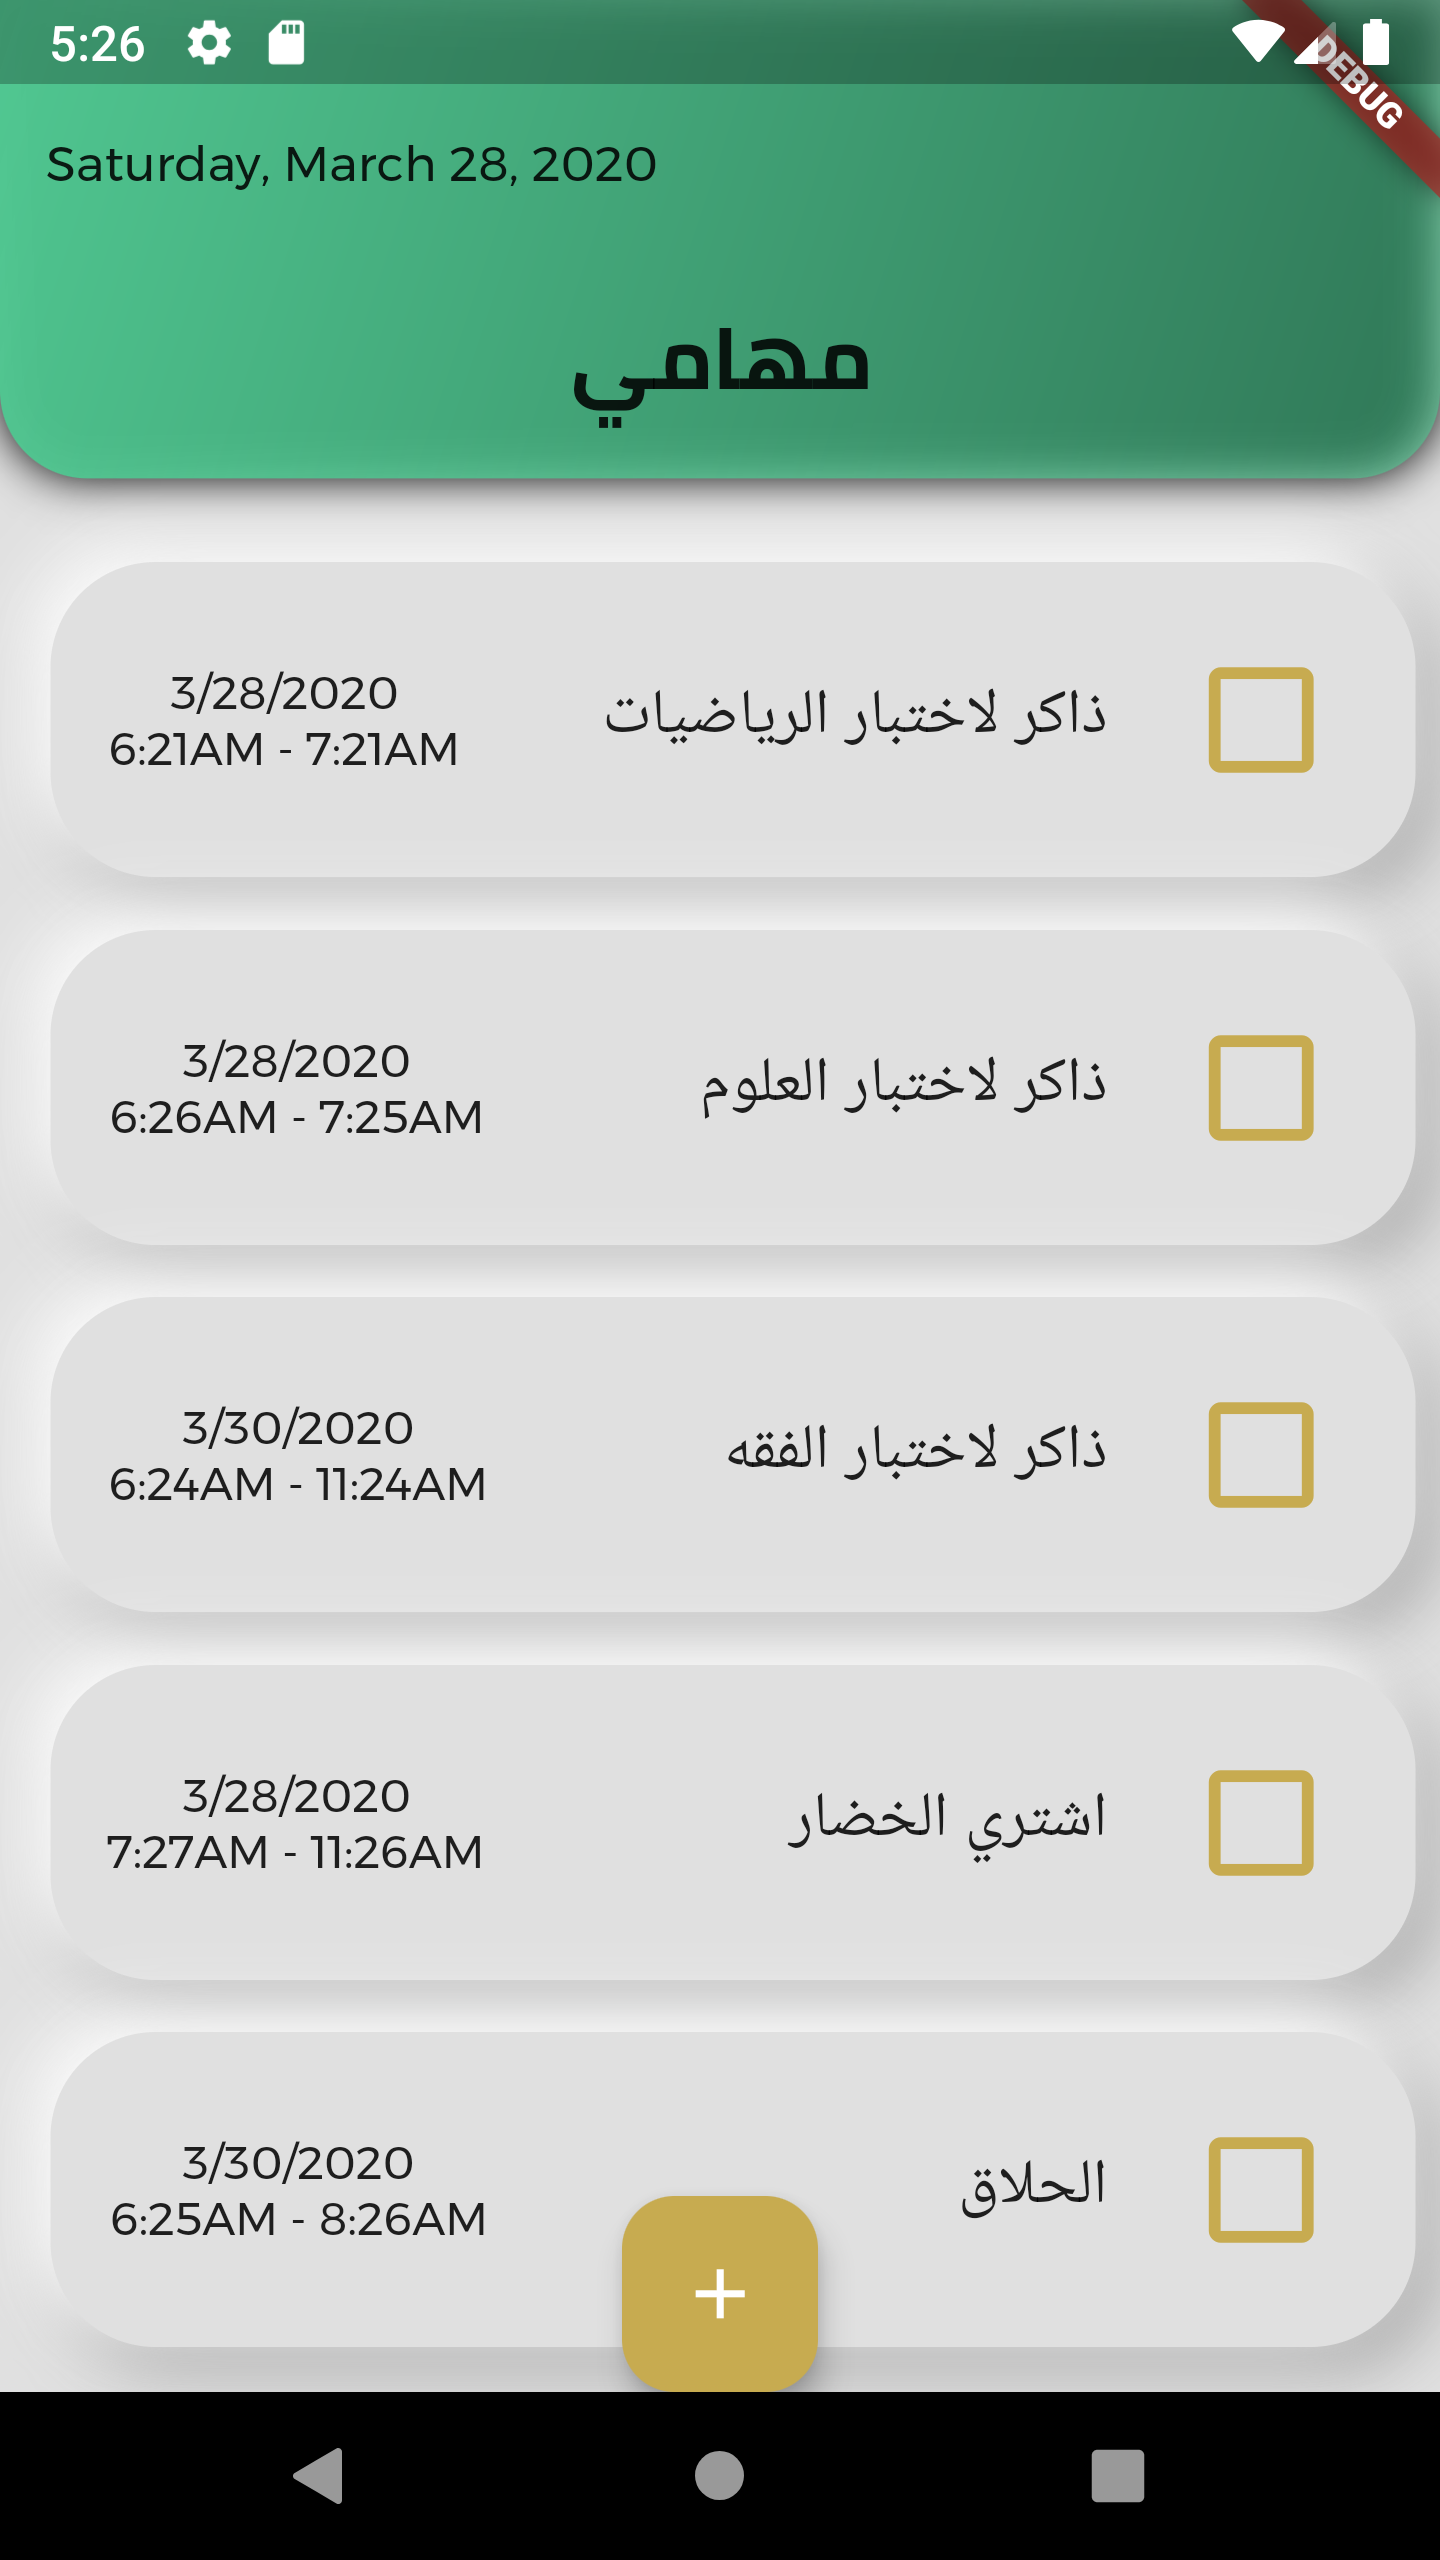 5:26
DEBUG
Saturday, March 28, 2020
مهامي
ذاكر لاختبار الرياضيات
3/28/2020
6:21AM - 7:21AM
ذاكر لاختبار العلوم
3/28/2020
6:26AM - 7:25AM
ذاكر لاختبار الفقه
3/30/2020
6:24AM - 11:24AM
اشتري الخضار
3/28/2020
7:27AM - 11:26AM
الحلاق
3/30/2020
6:25AM - 8:26AM